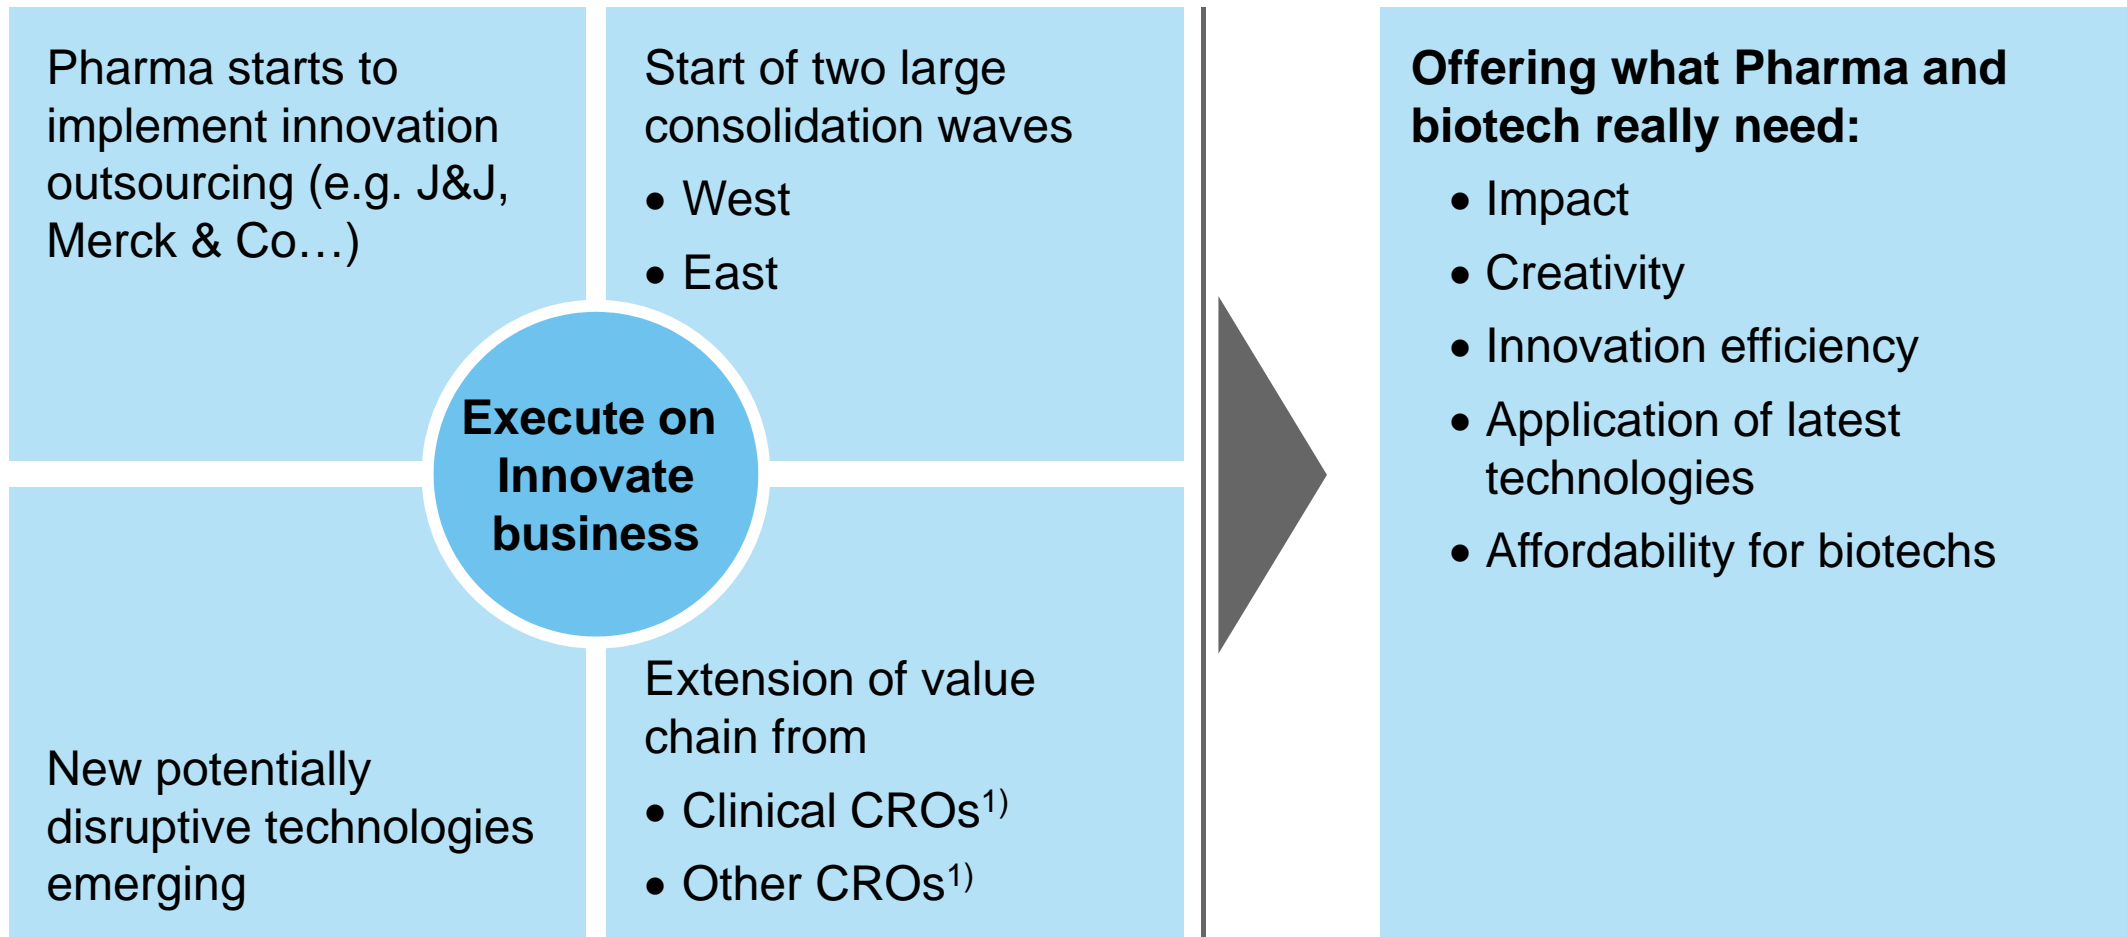 Pharma starts to
implement innovation
outsourcing (e.g. J&J,
Merck & Co…)
Start of two large
consolidation waves
• West
• East
Execute on
Innovate
business
New potentially
disruptive technologies
emerging
Extension of value
chain from
• Clinical CROs¹⁾
• Other CROs¹⁾
Offering what Pharma and
biotech really need:
• Impact
• Creativity
• Innovation efficiency
• Application of latest
technologies
• Affordability for biotechs